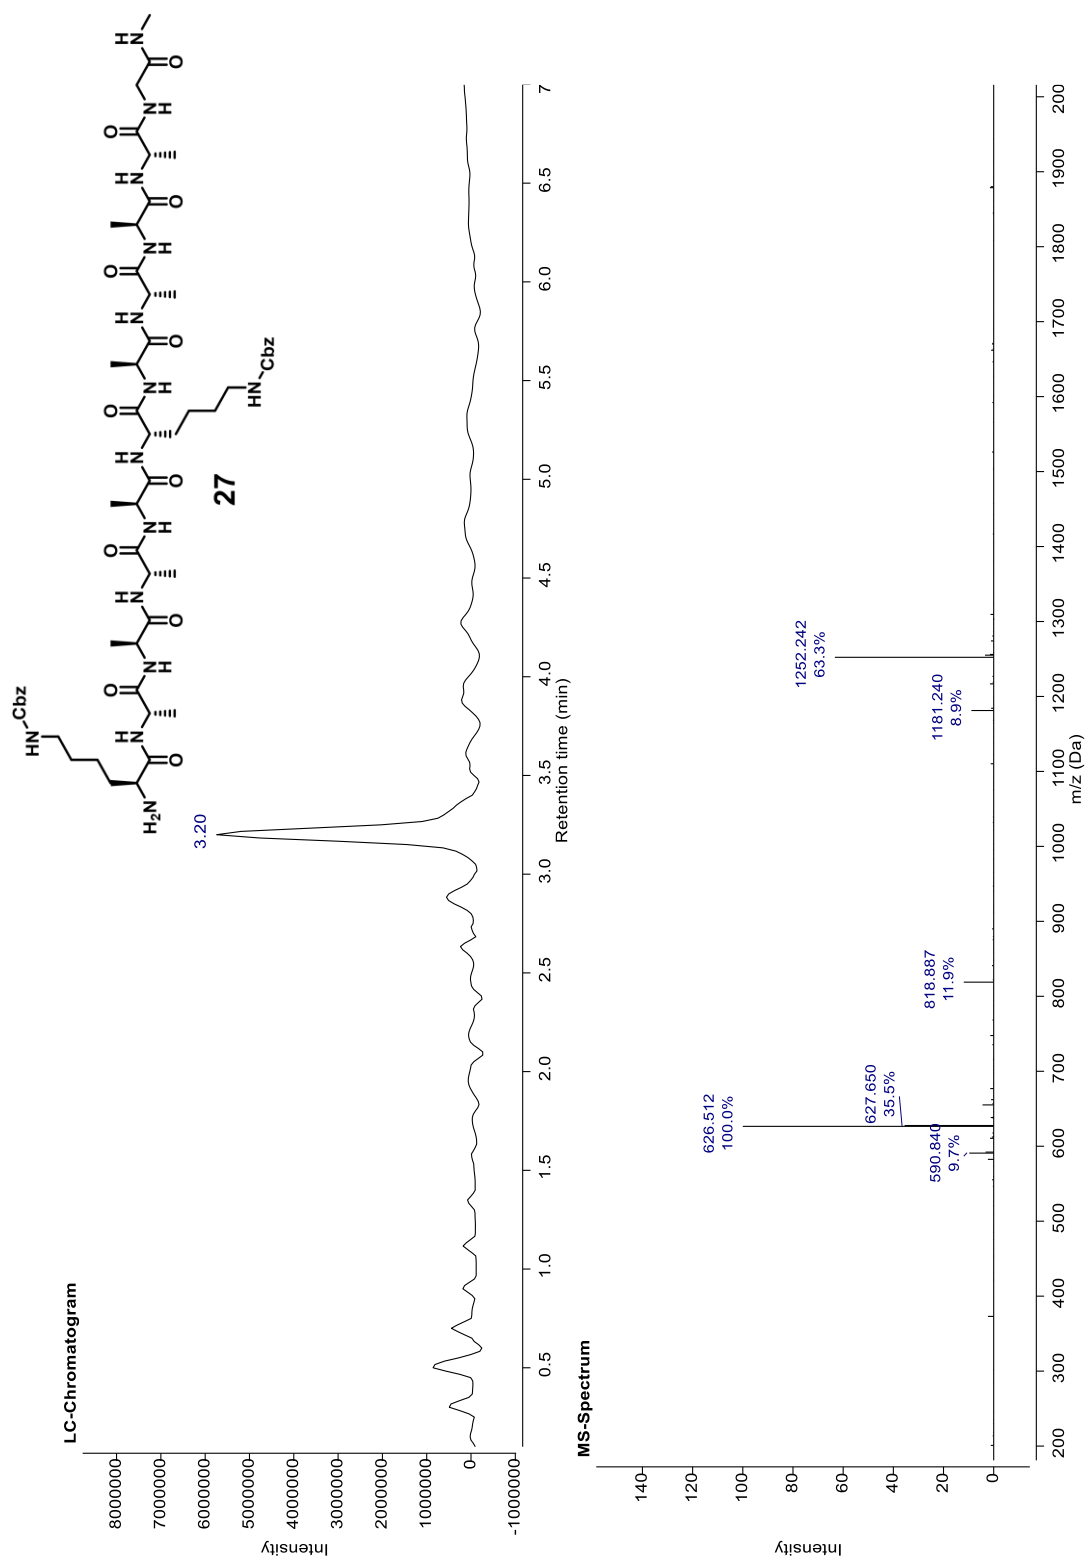 HN Cbz
O O O O O
H H H H H H
N N N N N N
H2N N N N N N
H H H H H
O O O O O O
HN Cbz
27
LC-Chromatogram
Intensity
8000000
7000000
6000000
5000000
4000000
3000000
2000000
1000000
0
-1000000
3.20
0.5 1.0 1.5 2.0 2.5 3.0 3.5 4.0 4.5 5.0 5.5 6.0 6.5 7
Retention time (min)
MS-Spectrum
Intensity
140
120
100
80
60
40
20
0
590.840
9.7%
626.512
100.0%
627.650
35.5%
818.887
11.9%
1181.240
8.9%
1252.242
63.3%
200 300 400 500 600 700 800 900 1000 1100 1200 1300 1400 1500 1600 1700 1800 1900 200
m/z (Da)